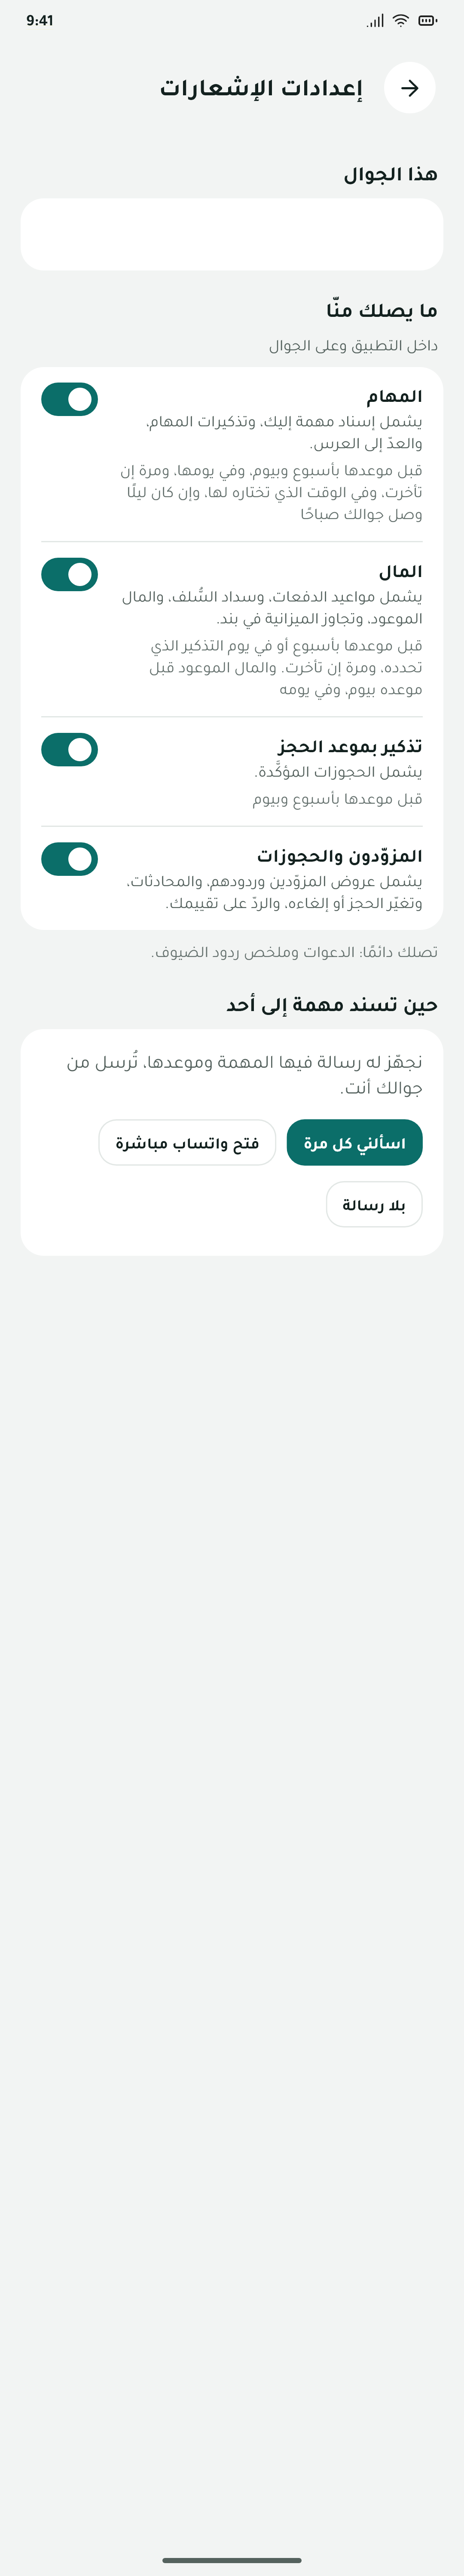 9:41
إعدادات الإشعارات
هذا الجوال
ما يصلك منّا
داخل التطبيق وعلى الجوال
المهام
يشمل إسناد مهمة إليك، وتذكيرات المهام،
والعدّ إلى العرس.
قبل موعدها بأسبوع وبيوم، وفي يومها، ومرة إن
تأخرت، وفي الوقت الذي تختاره لها، وإن كان ليلًا
وصل جوالك صباحًا
المال
يشمل مواعيد الدفعات، وسداد السُّلف، والمال
الموعود، وتجاوز الميزانية في بند.
قبل موعدها بأسبوع أو في يوم التذكير الذي
تحدده، ومرة إن تأخرت. والمال الموعود قبل
موعده بيوم، وفي يومه
تذكير بموعد الحجز
يشمل الحجوزات المؤكَّدة.
قبل موعدها بأسبوع وبيوم
المزوّدون والحجوزات
يشمل عروض المزوّدين وردودهم، والمحادثات،
وتغيّر الحجز أو إلغاءه، والردّ على تقييمك.
تصلك دائمًا: الدعوات وملخص ردود الضيوف.
حين تسند مهمة إلى أحد
نجهّز له رسالة فيها المهمة وموعدها، تُرسل من
جوالك أنت.
اسألني كل مرة
فتح واتساب مباشرة
بلا رسالة